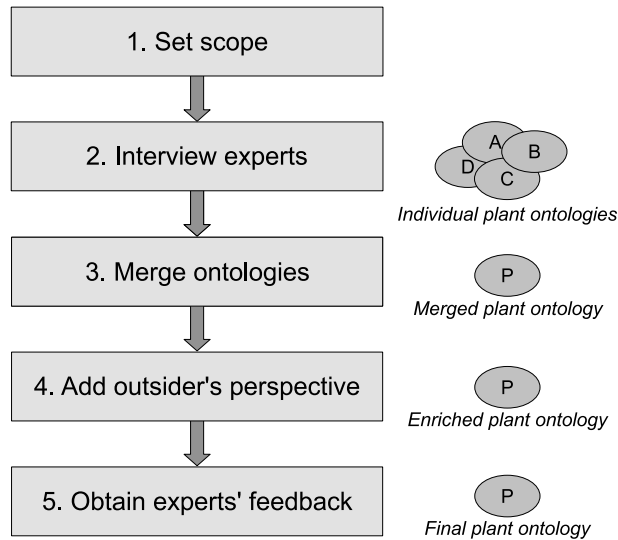 1. Set scope
2. Interview experts
A
B
D
C
Individual plant ontologies
3. Merge ontologies
P
Merged plant ontology
4. Add outsider's perspective
P
Enriched plant ontology
5. Obtain experts' feedback
P
Final plant ontology